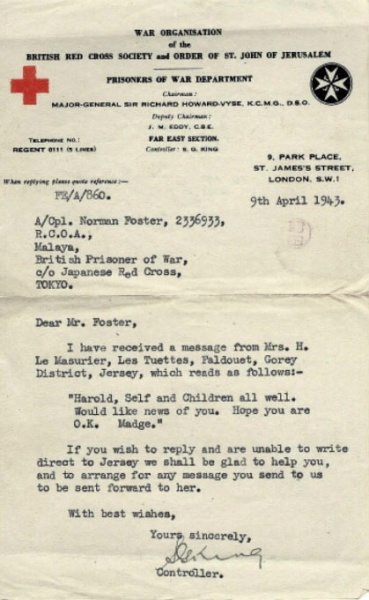 WAR ORGANISATION
of the
BRITISH RED CROSS SOCIETY and ORDER OF ST. JOHN OF JERUSALEM
PRISONERS OF WAR DEPARTMENT
Chairman:
MAJOR-GENERAL SIR RICHARD HOWARD-VYSE, K.C.M.G., D.S.O.
Deputy Chairman:
J. M. EDDY, C.B.E.
TELEPHONE NO.:
REGENT 0111 (5 LINES)
FAR EAST SECTION.
Controller: S. G. KING
9, PARK PLACE,
ST. JAMES'S STREET,
LONDON, S.W.1
When replying please quote reference:—
FE/A/860.
9th April 1943.
A/Cpl. Norman Foster, 2336933,
R.C.O.A.,
Malaya,
British Prisoner of War,
c/o Japanese Red Cross,
TOKYO.
Dear Mr. Foster,
I have received a message from Mrs. H.
Le Masurier, Les Tuettes, Faldouet, Gorey
District, Jersey, which reads as follows:-
"Harold, Self and Children all well.
Would like news of you. Hope you are
O.K. Madge."
If you wish to reply and are unable to write
direct to Jersey we shall be glad to help you,
and to arrange for any message you send to us
to be sent forward to her.
With best wishes,
Yours sincerely,
S G King
Controller.